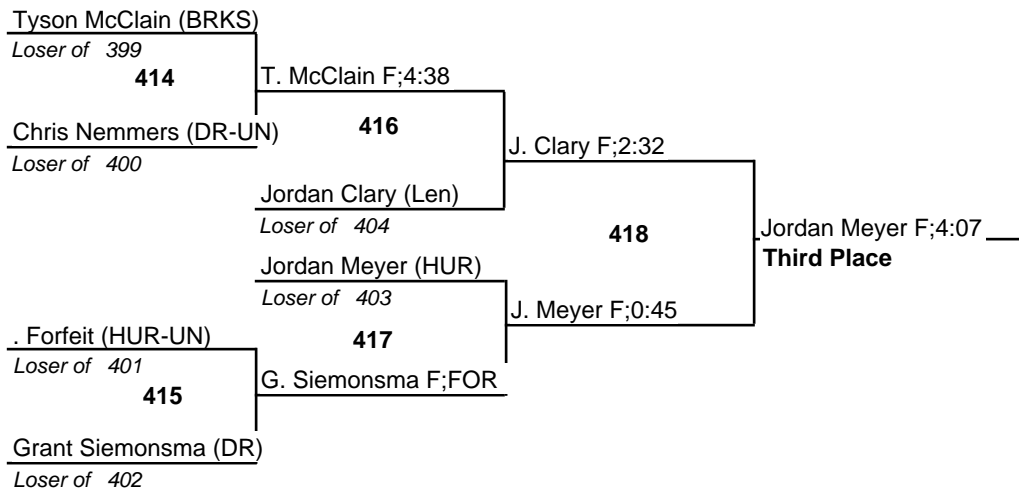 Tyson McClain (BRKS)
Loser of 399
414
T. McClain F;4:38
Chris Nemmers (DR-UN)
Loser of 400
416
J. Clary F;2:32
Jordan Clary (Len)
Loser of 404
418
Jordan Meyer F;4:07
Third Place
Jordan Meyer (HUR)
Loser of 403
J. Meyer F;0:45
. Forfeit (HUR-UN)
Loser of 401
417
415
G. Siemonsma F;FOR
Grant Siemonsma (DR)
Loser of 402